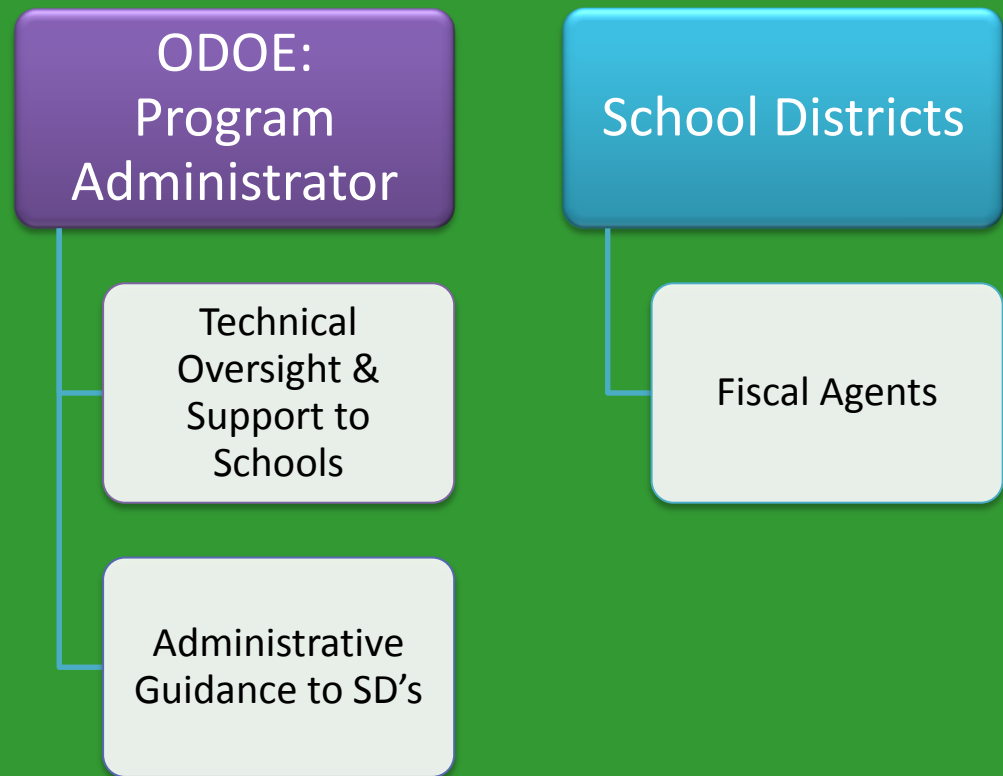 ODOE:
Program
Administrator
Technical
Oversight &
Support to
Schools
Administrative
Guidance to SD’s
School Districts
Fiscal Agents